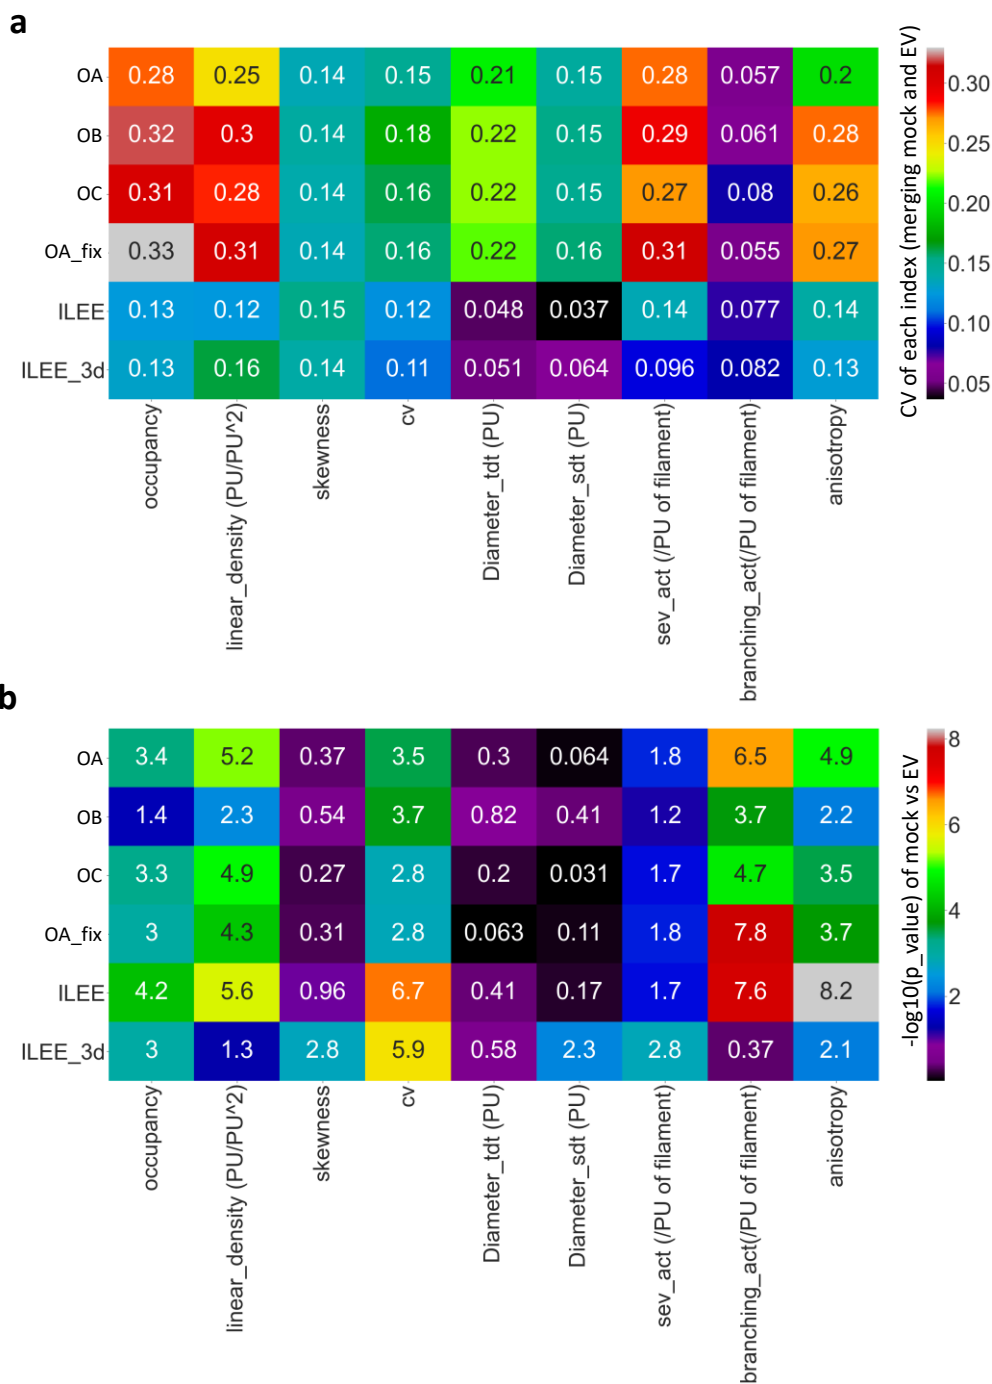 a
OA 0.28 0.25 0.14 0.15 0.21 0.15 0.28 0.057 0.2
OB 0.32 0.3 0.14 0.18 0.22 0.15 0.29 0.061 0.28
OC 0.31 0.28 0.14 0.16 0.22 0.15 0.27 0.08 0.26
OA_fix 0.33 0.31 0.14 0.16 0.22 0.16 0.31 0.055 0.27
ILEE 0.13 0.12 0.15 0.12 0.048 0.037 0.14 0.077 0.14
ILEE_3d 0.13 0.16 0.14 0.11 0.051 0.064 0.096 0.082 0.13
occupancy
linear_density (PU/PU^2)
skewness
cv
Diameter_tdt (PU)
Diameter_sdt (PU)
sev_act (/PU of filament)
branching_act(/PU of filament)
anisotropy
0.30
0.25
0.20
0.15
0.10
0.05
CV of each index (merging mock and EV)
b
OA 3.4 5.2 0.37 3.5 0.3 0.064 1.8 6.5 4.9
OB 1.4 2.3 0.54 3.7 0.82 0.41 1.2 3.7 2.2
OC 3.3 4.9 0.27 2.8 0.2 0.031 1.7 4.7 3.5
OA_fix 3 4.3 0.31 2.8 0.063 0.11 1.8 7.8 3.7
ILEE 4.2 5.6 0.96 6.7 0.41 0.17 1.7 7.6 8.2
ILEE_3d 3 1.3 2.8 5.9 0.58 2.3 2.8 0.37 2.1
occupancy
linear_density (PU/PU^2)
skewness
cv
Diameter_tdt (PU)
Diameter_sdt (PU)
sev_act (/PU of filament)
branching_act(/PU of filament)
anisotropy
8
6
4
2
-log10(p_value) of mock vs EV